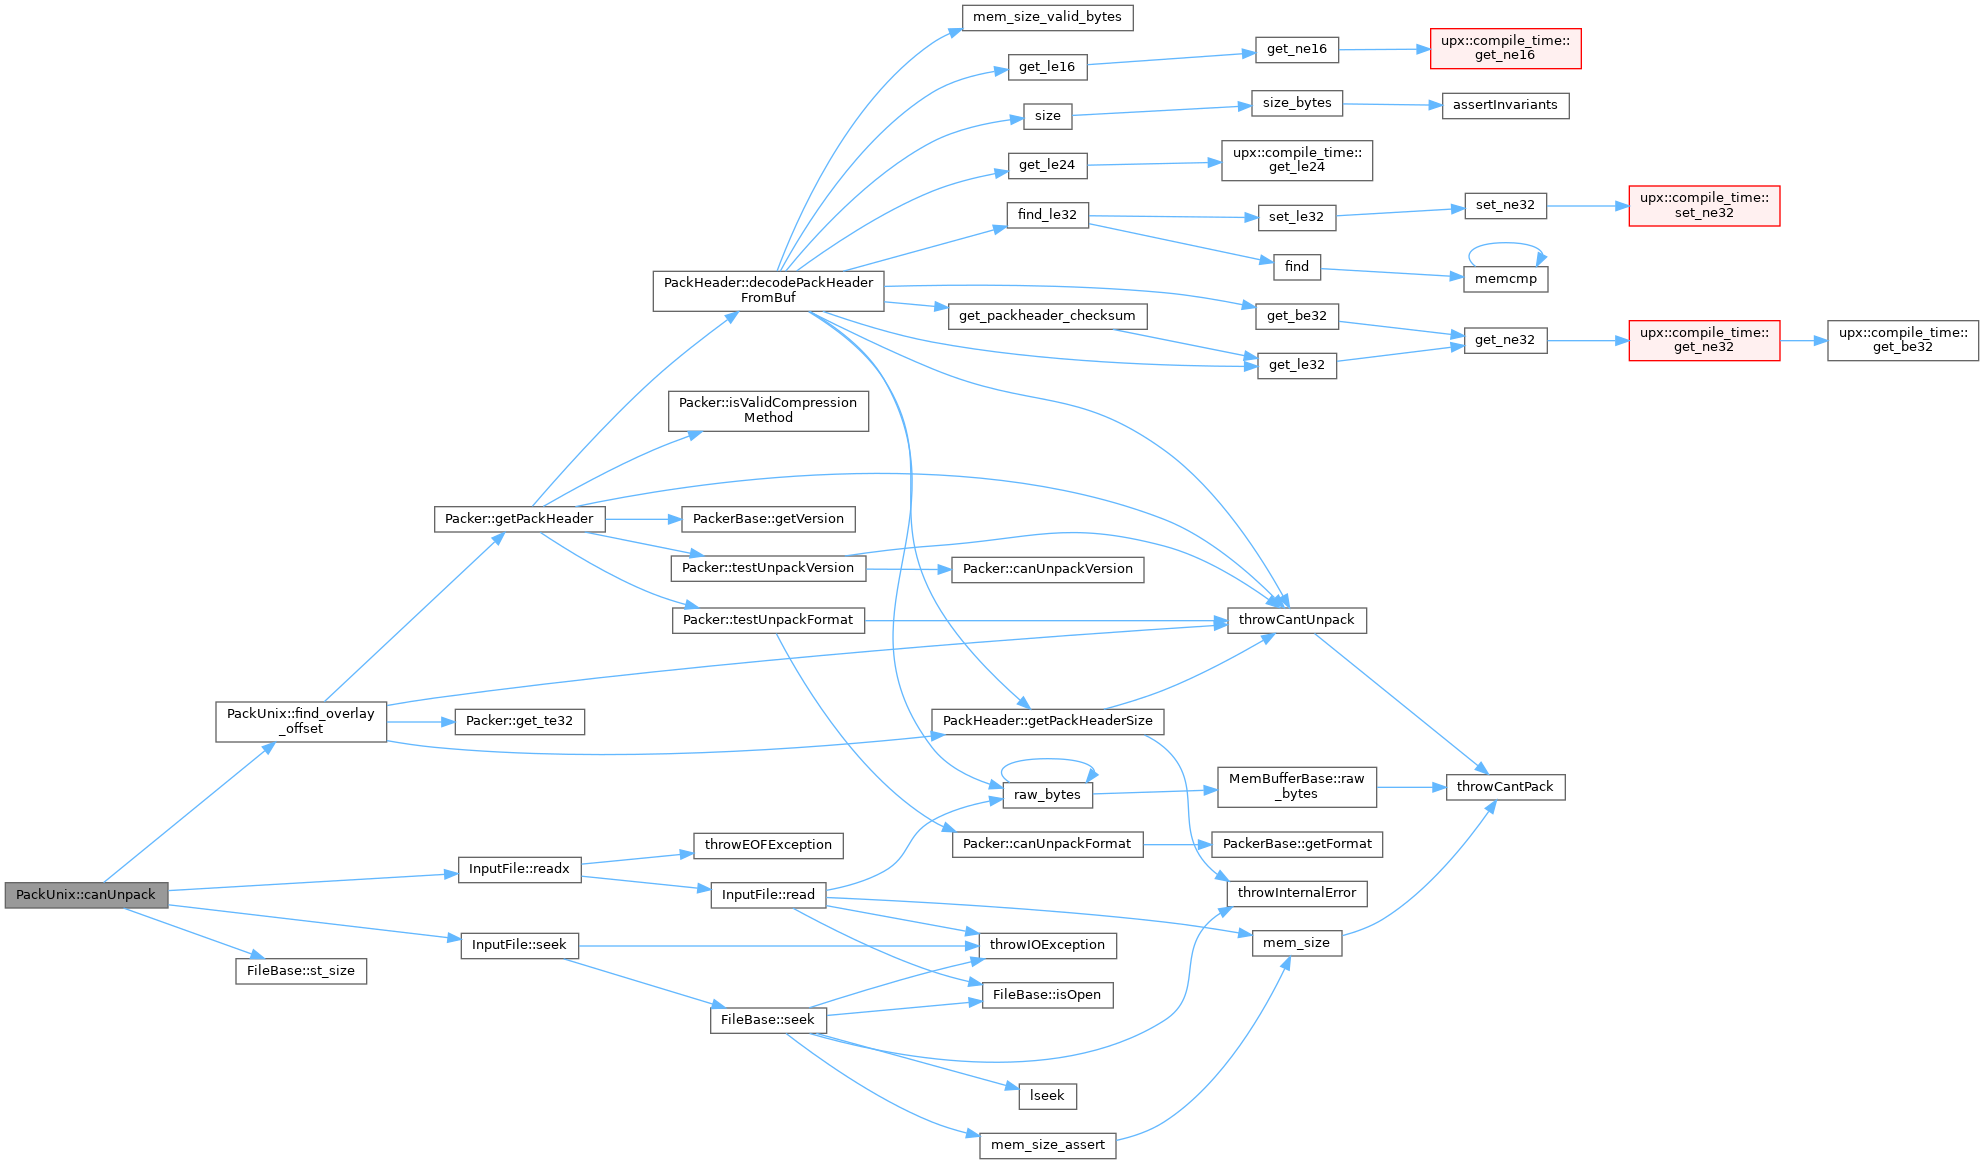 mem_size_valid_bytes
get_le16
get_ne16
upx::compile_time::
get_ne16
size
size_bytes
assertInvariants
get_le24
upx::compile_time::
get_le24
find_le32
set_le32
set_ne32
upx::compile_time::
set_ne32
find
memcmp
PackHeader::decodePackHeader
FromBuf
get_packheader_checksum
get_be32
get_le32
get_ne32
upx::compile_time::
get_ne32
upx::compile_time::
get_be32
Packer::isValidCompression
Method
Packer::getPackHeader
PackerBase::getVersion
Packer::testUnpackVersion
Packer::canUnpackVersion
Packer::testUnpackFormat
throwCantUnpack
PackUnix::find_overlay
_offset
Packer::get_te32
PackHeader::getPackHeaderSize
raw_bytes
MemBufferBase::raw
_bytes
throwCantPack
throwEOFException
Packer::canUnpackFormat
PackerBase::getFormat
InputFile::readx
PackUnix::canUnpack
InputFile::read
throwInternalError
InputFile::seek
throwIOException
mem_size
FileBase::st_size
FileBase::isOpen
FileBase::seek
lseek
mem_size_assert